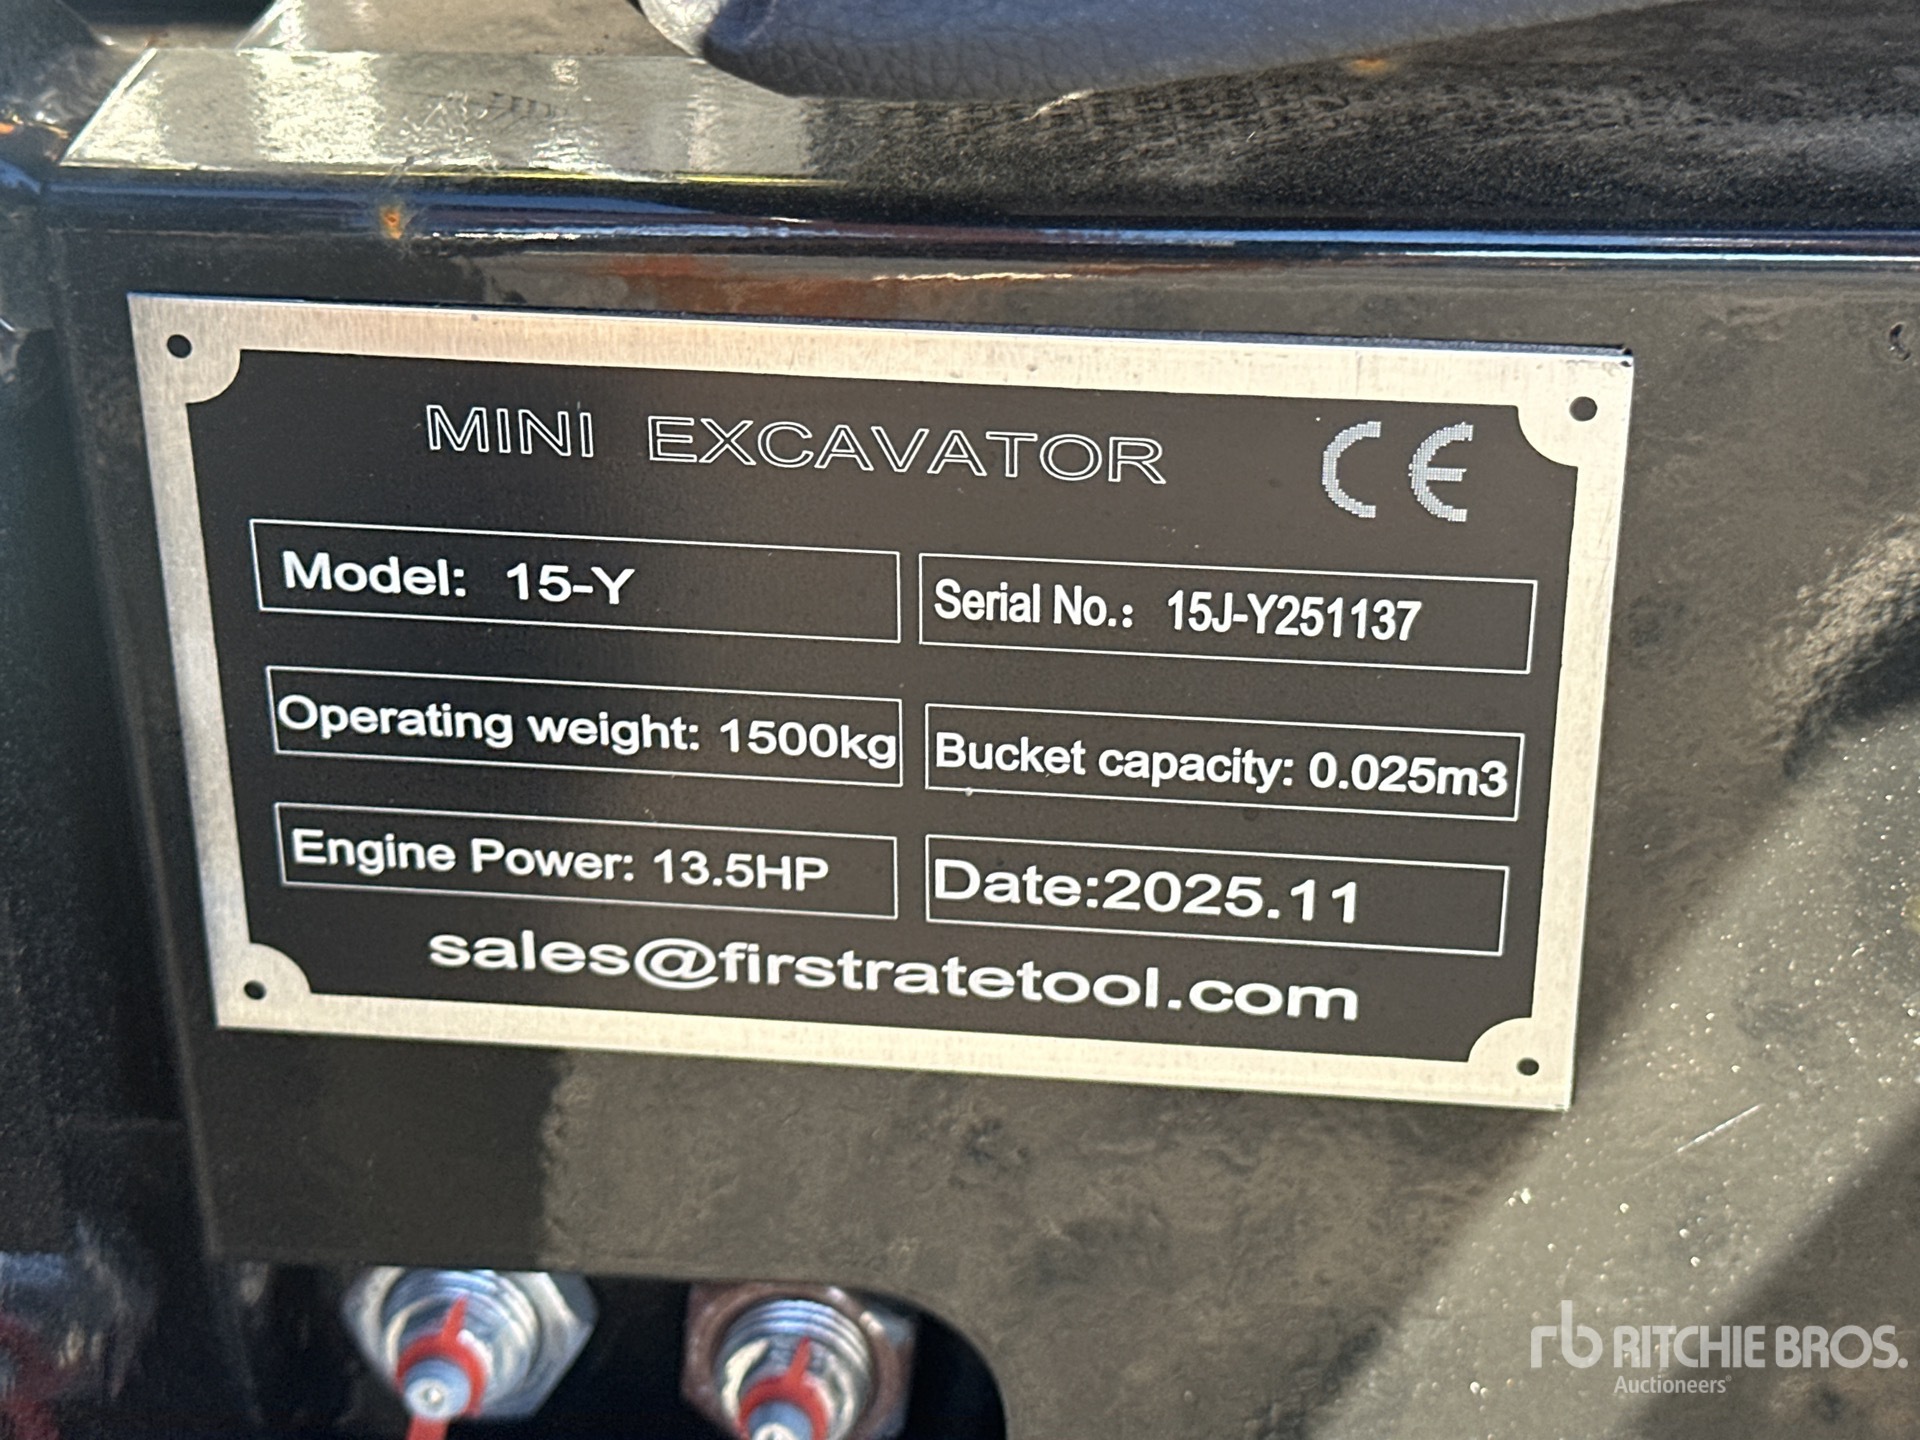 MINI EXCAVATOR CE
Model: 15-Y
Serial No.: 15J-Y251137
Operating weight: 1500kg
Bucket capacity: 0.025m3
Engine Power: 13.5HP
Date:2025.11
sales@firstratetool.com
rb RITCHIE BROS.
Auctioneers